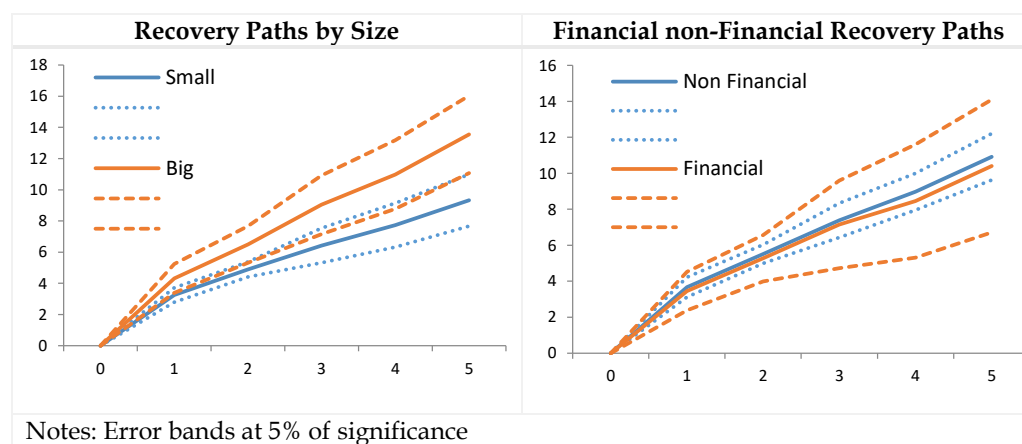 Recovery Paths by Size
18
16
14
12
10
8
6
4
2
0
Small
Big
0 1 2 3 4 5
Financial non-Financial Recovery Paths
16
14
12
10
8
6
4
2
0
Non Financial
Financial
0 1 2 3 4 5
Notes: Error bands at 5% of significance